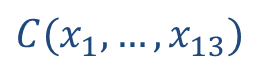 C(x₁, …, x₁₃)